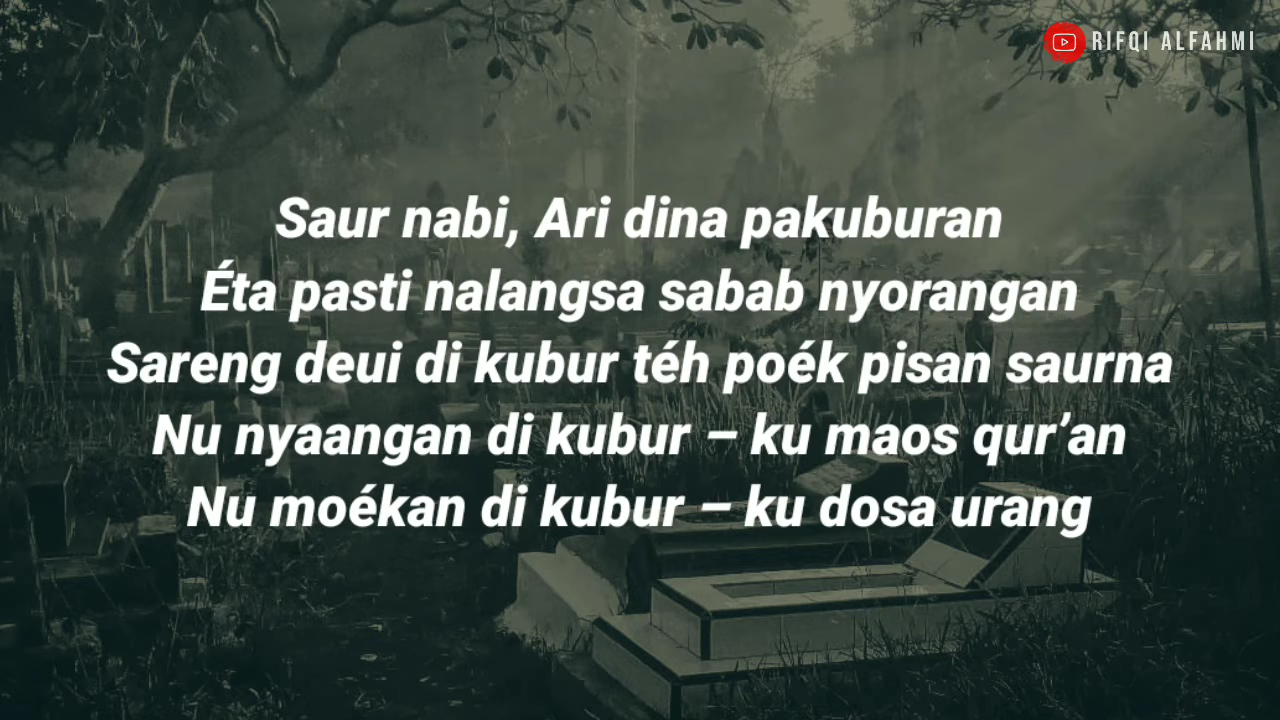 RIFQI ALFAHMI
Saur nabi, Ari dina pakuburan
Éta pasti nalangsa sabab nyorangan
Sareng deui di kubur téh poék pisan saurna
Nu nyaangan di kubur – ku maos qur’an
Nu moékan di kubur – ku dosa urang